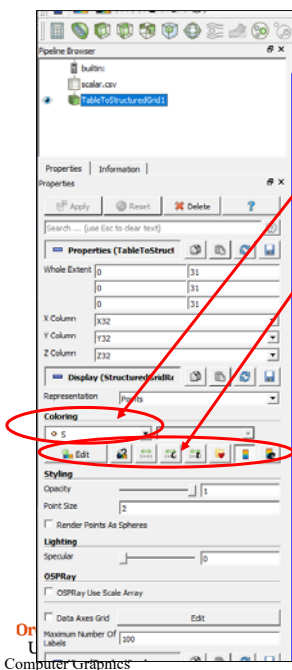 Pipeline Browser
builtin:
scalar.csv
TableToStructuredGrid1
Properties Information
Properties
Apply Reset Delete ?
Search ... (use Esc to clear text)
Properties (TableToStruct
Whole Extent 0 31
0 31
0 31
X Column X32
Y Column Y32
Z Column Z32
Display (StructuredGridRe
Representation Points
Coloring
S
Edit
Styling
Opacity 1
Point Size 2
Render Points As Spheres
Lighting
Specular 0
OSPRay
OSPRay Use Scale Array
Data Axes Grid Edit
Maximum Number Of Labels 100
Or
U
Computer Graphics